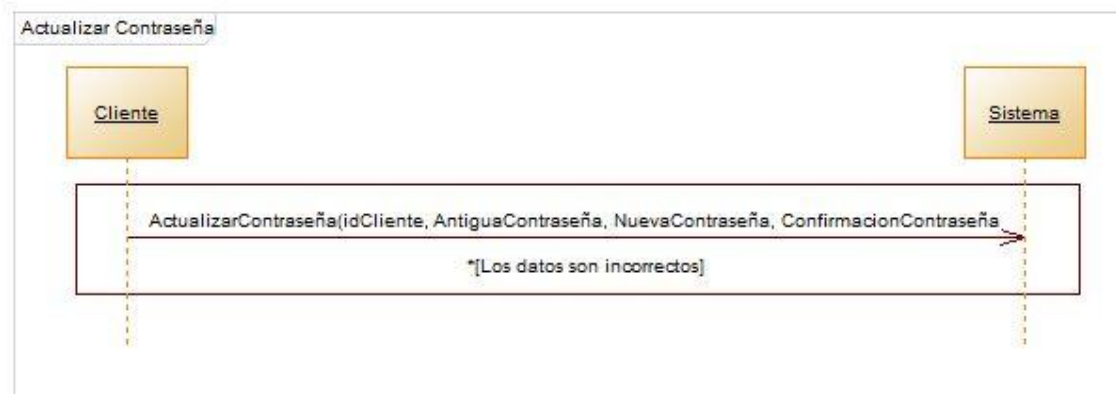 Actualizar Contraseña
Cliente
Sistema
ActualizarContraseña(idCliente, AntiguaContraseña, NuevaContraseña, ConfirmacionContraseña
*[Los datos son incorrectos]